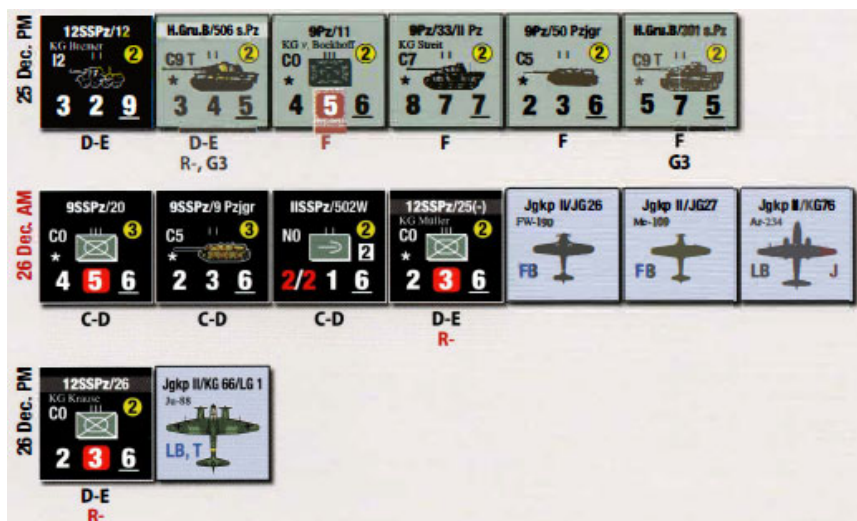 25 Dec. PM
12SSPz/12
KG Bremer
I2
2
3 2 9
D-E
H.Gru.B/506 s.Pz
C9 T
2
*
3 4 5
D-E
R-, G3
9Pz/11
KG v. Bockhoff
C0
2
*
4 5 6
F
9Pz/33/II Pz
KG Streit
C7
2
*
8 7 7
F
9Pz/50 Pzjgr
C5
2
*
2 3 6
F
H.Gru.B/301 s.Pz
C9 T
2
*
5 7 5
F
G3
26 Dec. AM
9SSPz/20
C0
3
*
4 5 6
C-D
9SSPz/9 Pzjgr
C5
3
*
2 3 6
C-D
IISSPz/502W
N0
2
2
2/2 1 6
C-D
12SSPz/25(-)
KG Müller
C0
2
*
2 3 6
D-E
R-
Jgkp II/JG26
FW-190
FB
Jgkp II/JG27
Me-109
FB
Jgkp II/KG76
Ar-234
LB J
26 Dec. PM
12SSPz/26
KG Krause
C0
2
2 3 6
D-E
R-
Jgkp II/KG 66/LG 1
Ju-88
LB, T